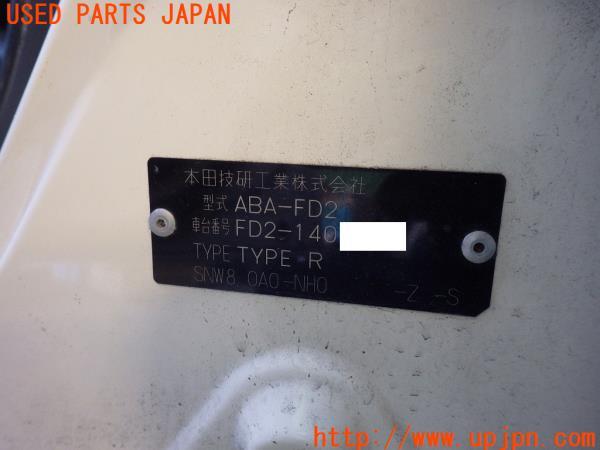 USED PARTS JAPAN
本田技研工業株式会社
型式 ABA-FD2
車台番号 FD2-140
TYPE TYPE R
SNW8 0A0-NH0 -Z -S
http://www.upjpn.com